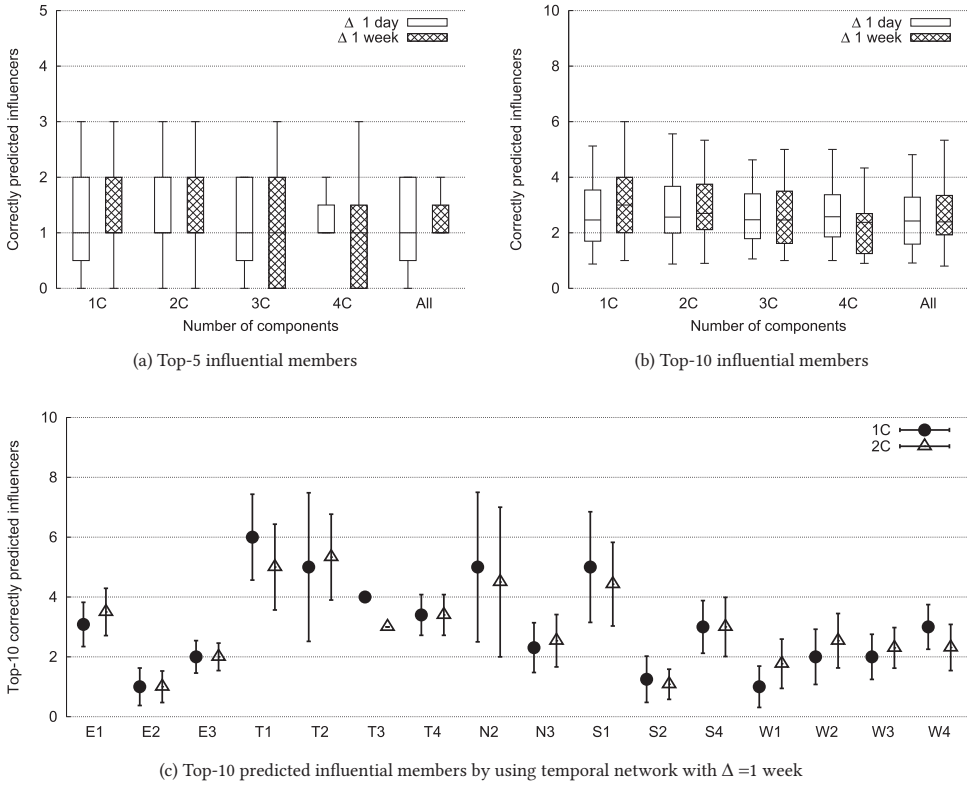 5
4
3
2
1
0
Correctly predicted influencers
Δ 1 day
Δ 1 week
1C 2C 3C 4C All
Number of components
(a) Top-5 influential members
10
8
6
4
2
0
Correctly predicted influencers
Δ 1 day
Δ 1 week
1C 2C 3C 4C All
Number of components
(b) Top-10 influential members
10
8
6
4
2
0
Top-10 correctly predicted influencers
1C
2C
E1 E2 E3 T1 T2 T3 T4 N2 N3 S1 S2 S4 W1 W2 W3 W4
(c) Top-10 predicted influential members by using temporal network with Δ =1 week